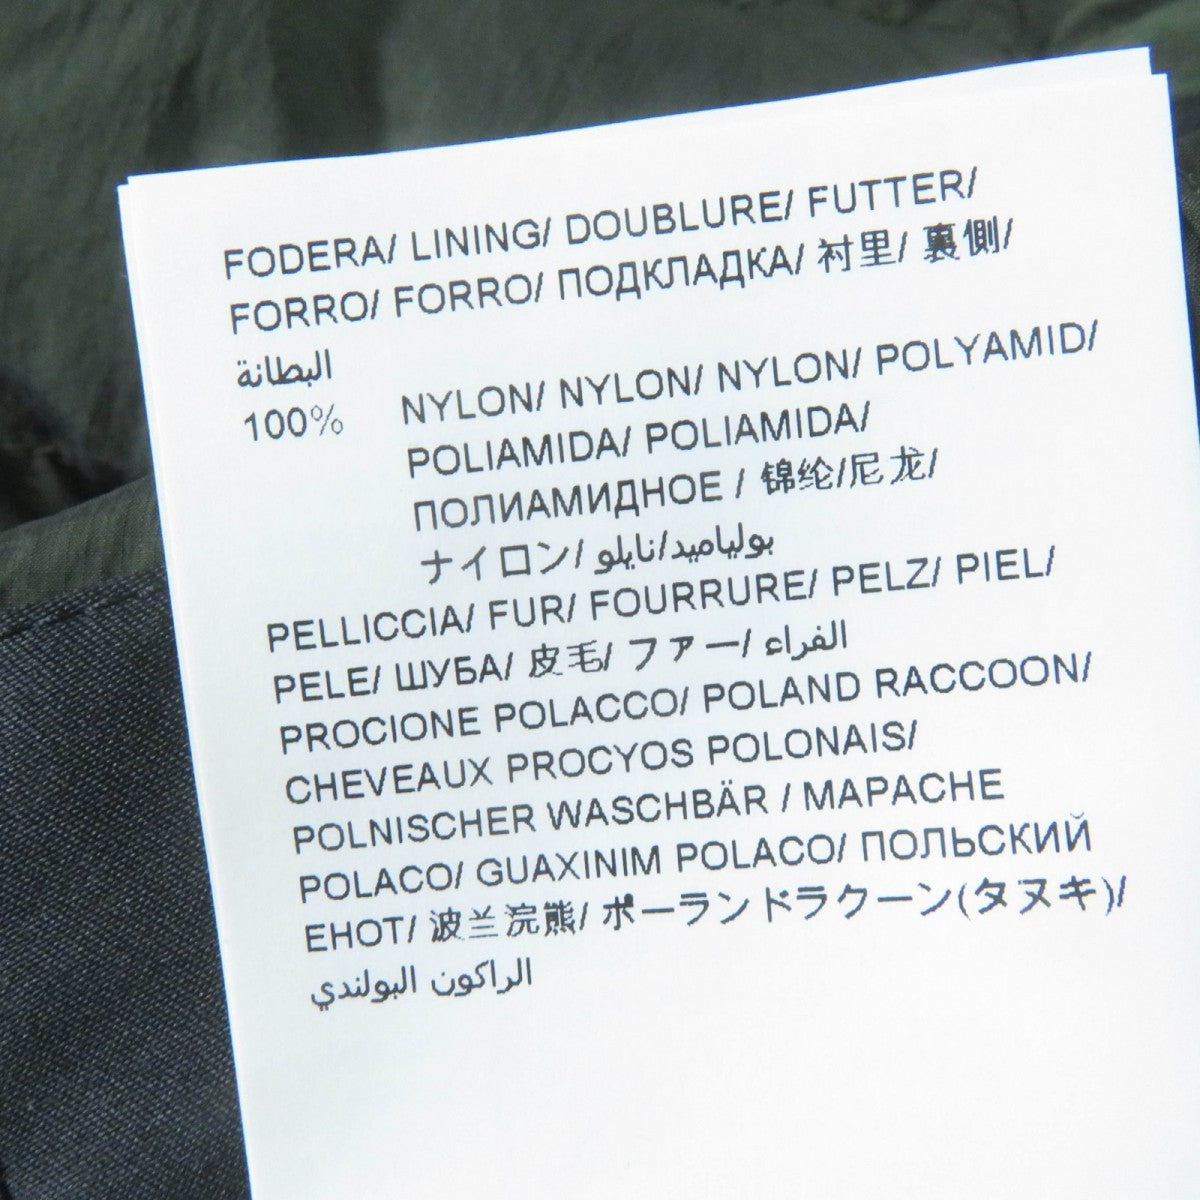 FODERA/ LINING/ DOUBLURE/ FUTTER/
FORRO/ FORRO/ ПОДКЛАДКА/ 衬里/ 裏側/
البطانة
100% NYLON/ NYLON/ NYLON/ POLYAMID/
POLIAMIDA/ POLIAMIDA/
ПОЛИАМИДНОЕ / 锦纶/尼龙/
ナイロン/ بولياميد/نايلو
PELLICCIA/ FUR/ FOURRURE/ PELZ/ PIEL/
PELE/ ШУБА/ 皮毛/ ファー/ الفراء
PROCIONE POLACCO/ POLAND RACCOON/
CHEVEAUX PROCYOS POLONAIS/
POLNISCHER WASCHBÄR / MAPACHE
POLACO/ GUAXINIM POLACO/ ПОЛЬСКИЙ
ЕНОТ/ 波兰浣熊/ ポーランドラクーン(タヌキ)/
الراكون البولندي